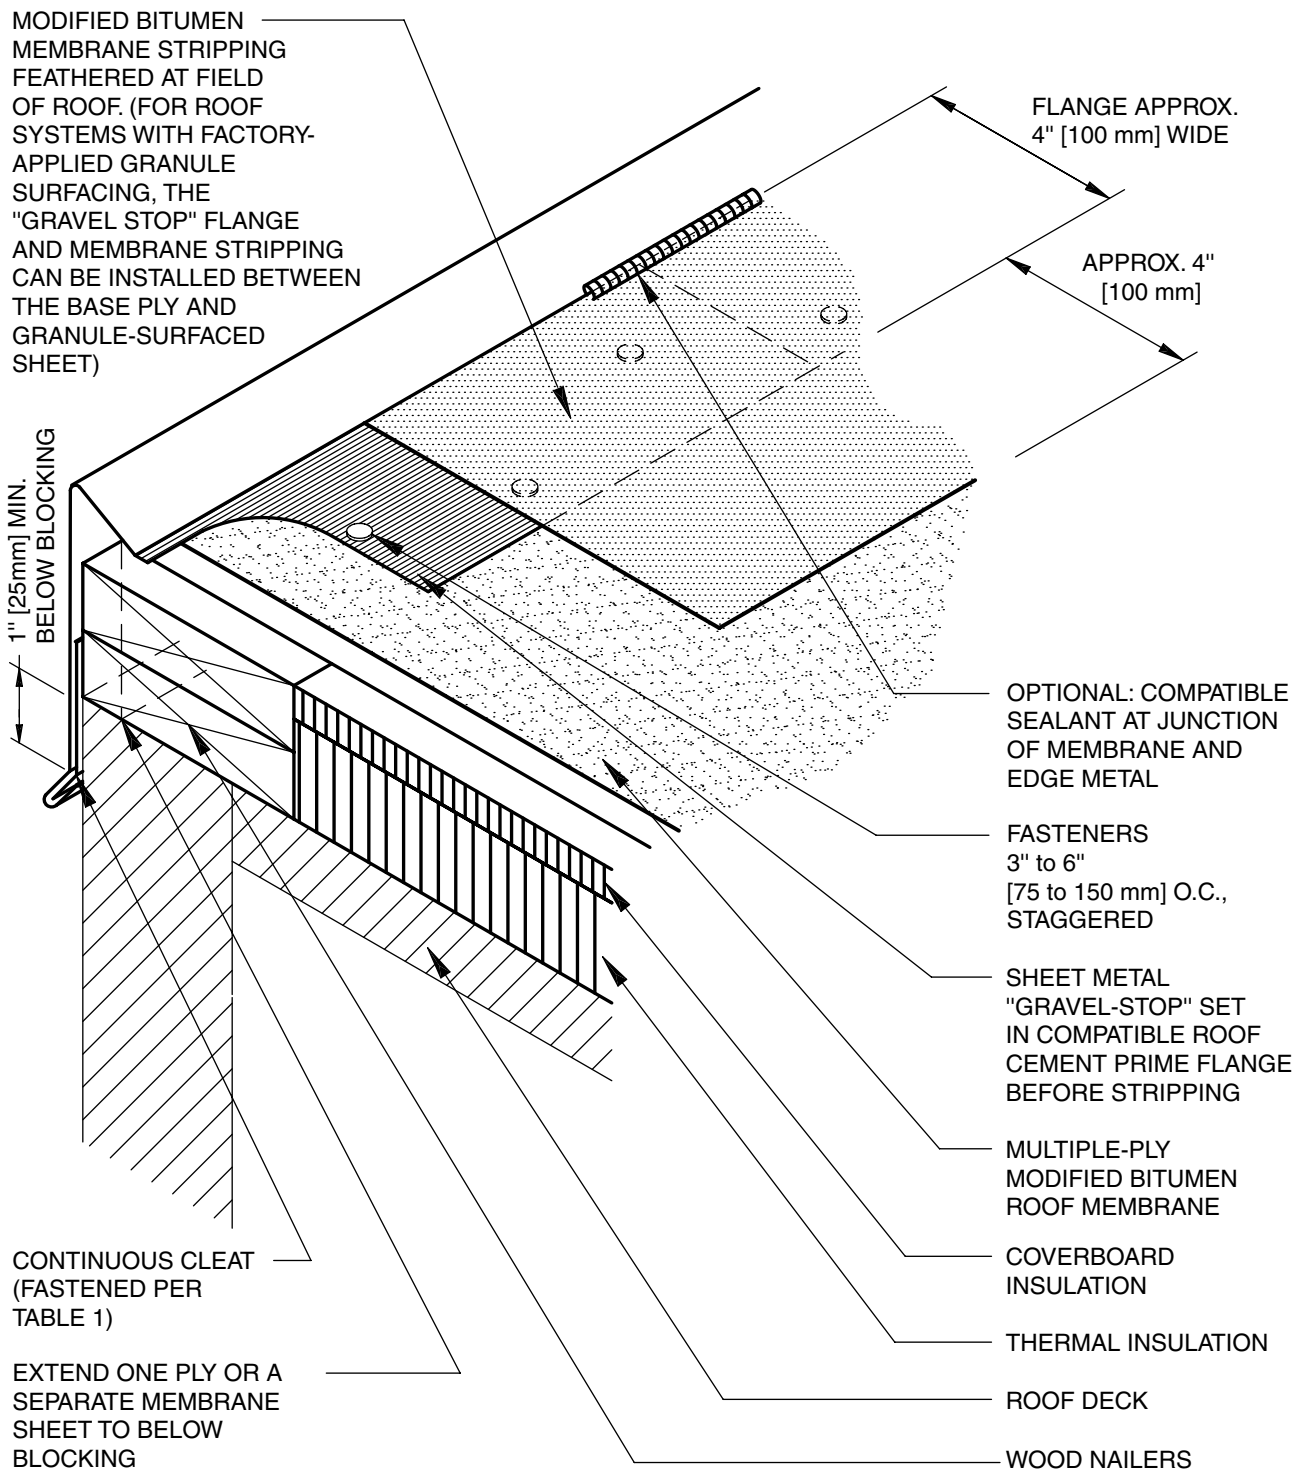 MODIFIED BITUMEN
MEMBRANE STRIPPING
FEATHERED AT FIELD
OF ROOF. (FOR ROOF
SYSTEMS WITH FACTORY-
APPLIED GRANULE
SURFACING, THE
"GRAVEL STOP" FLANGE
AND MEMBRANE STRIPPING
CAN BE INSTALLED BETWEEN
THE BASE PLY AND
GRANULE-SURFACED
SHEET)
FLANGE APPROX.
4" [100 mm] WIDE
APPROX. 4"
[100 mm]
1" [25mm] MIN.
BELOW BLOCKING
OPTIONAL: COMPATIBLE
SEALANT AT JUNCTION
OF MEMBRANE AND
EDGE METAL
FASTENERS
3" to 6"
[75 to 150 mm] O.C.,
STAGGERED
SHEET METAL
"GRAVEL-STOP" SET
IN COMPATIBLE ROOF
CEMENT PRIME FLANGE
BEFORE STRIPPING
MULTIPLE-PLY
MODIFIED BITUMEN
ROOF MEMBRANE
COVERBOARD
INSULATION
THERMAL INSULATION
ROOF DECK
WOOD NAILERS
CONTINUOUS CLEAT
(FASTENED PER
TABLE 1)
EXTEND ONE PLY OR A
SEPARATE MEMBRANE
SHEET TO BELOW
BLOCKING